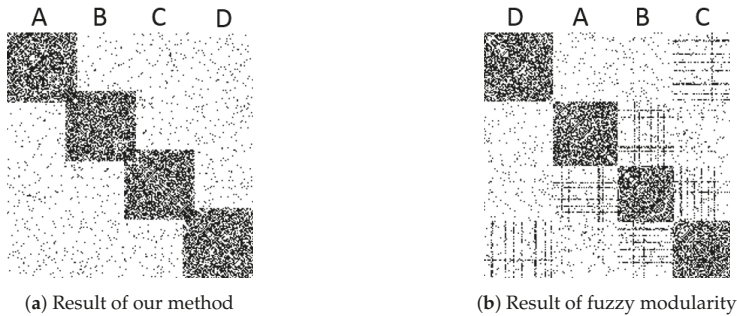 A B C D
D A B C
(a) Result of our method
(b) Result of fuzzy modularity